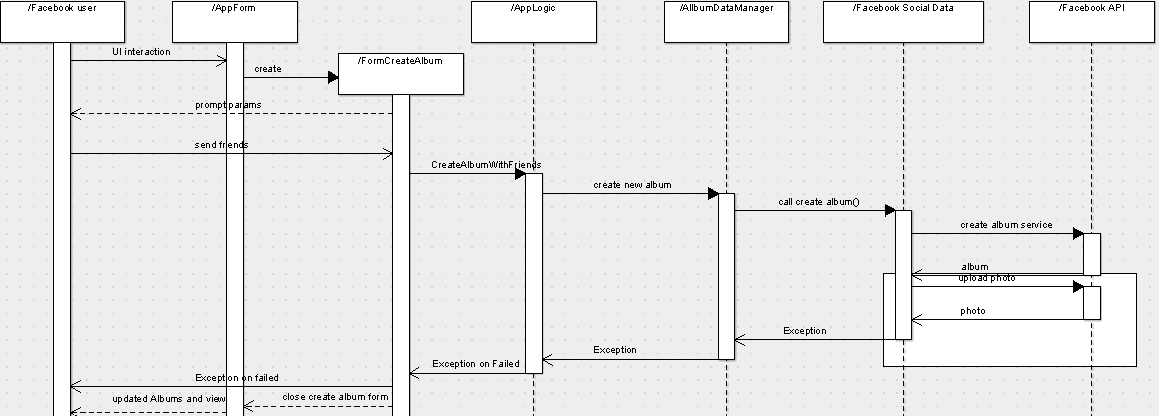 /Facebook user
/AppForm
/AppLogic
/AllbumDataManager
/Facebook Social Data
/Facebook API
UI interaction
create
/FormCreateAlbum
prompt params
send frends
CreateAlbumWithFriends
create new album
call create album()
create album service
album
upload photo
photo
Exception
Exception
Exception on Failed
Exception on failed
close create album form
updated Albums and view